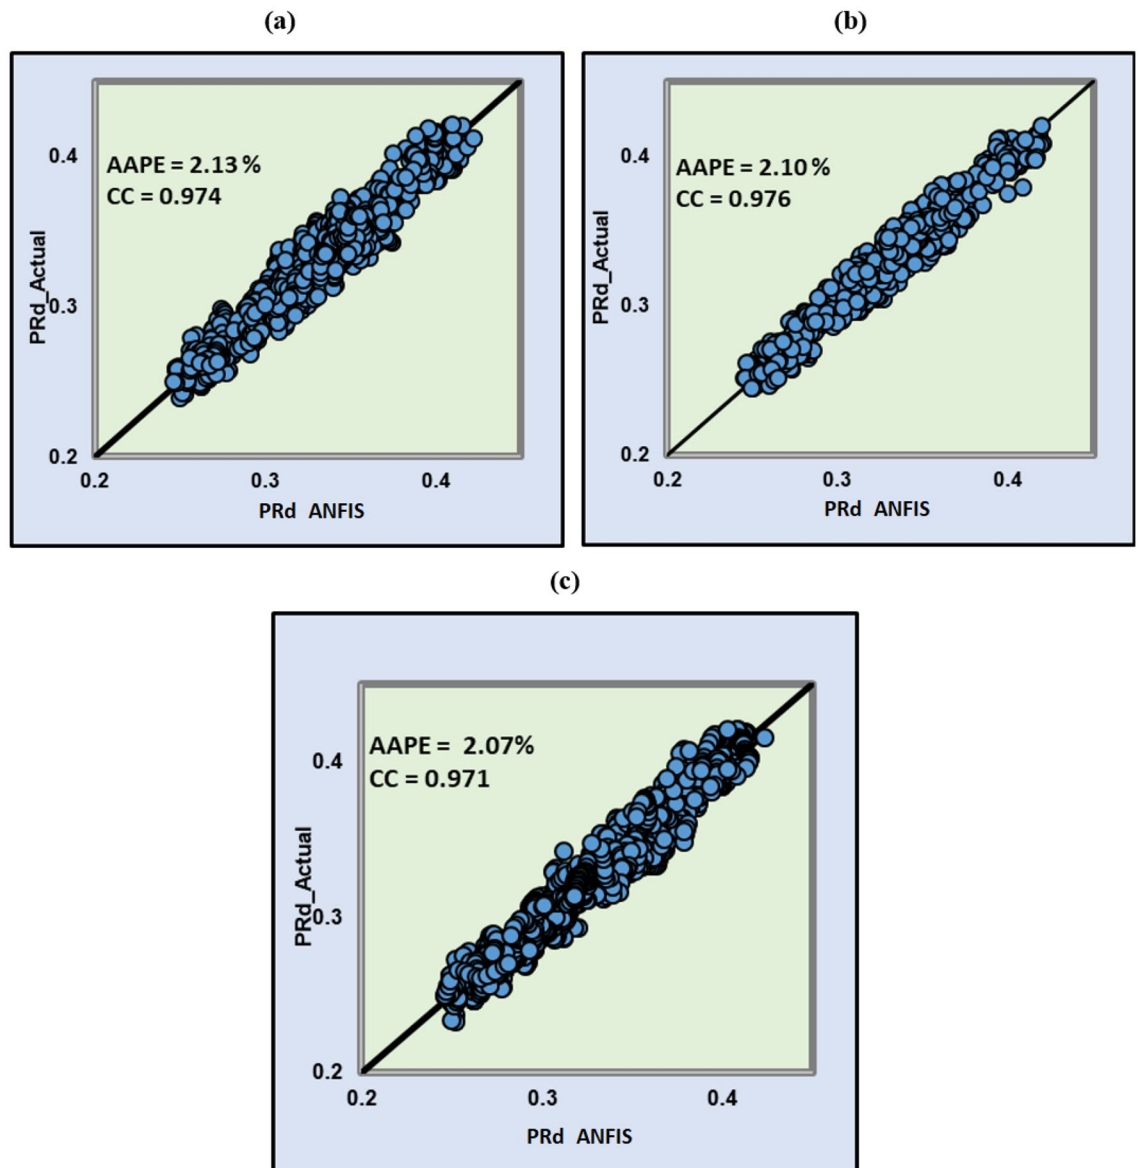 (a)
AAPE = 2.13 %
CC = 0.974
PRd_Actual
0.4
0.3
0.2
0.2 0.3 0.4
PRd ANFIS
(b)
AAPE = 2.10 %
CC = 0.976
PRd_Actual
0.4
0.3
0.2
0.2 0.3 0.4
PRd ANFIS
(c)
AAPE = 2.07%
CC = 0.971
PRd_Actual
0.4
0.3
0.2
0.2 0.3 0.4
PRd ANFIS